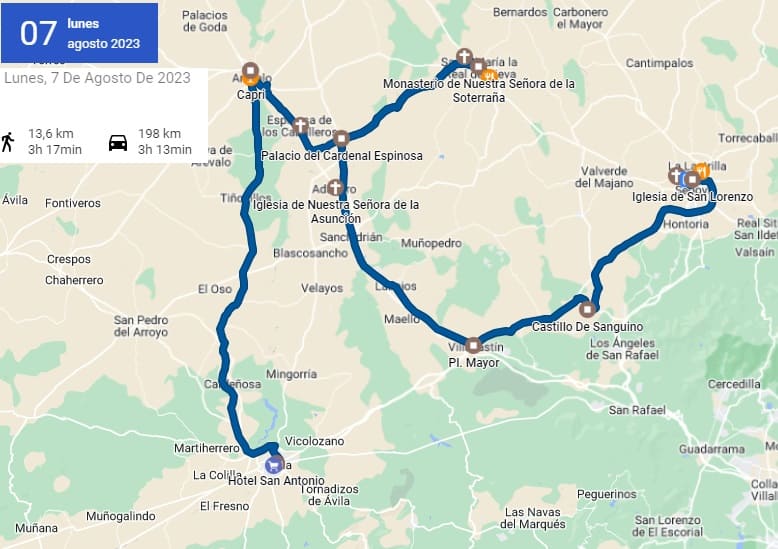 07 lunes
agosto 2023
Lunes, 7 De Agosto De 2023
13,6 km
3h 17min
198 km
3h 13min
Palacios
de Goda
Bernardos
Carbonero
el Mayor
Cantimpalos
Capri
Monasterio de Nuestra Señora de la
Soterraña
Palacio del Cardenal Espinosa
Torrecaball
Valverde
del Majano
Iglesia de San Lorenzo
Iglesia de Nuestra Señora de la
Asunción
Ávila
Fontiveros
Hontoria
Real Sit
San Ildef
Valsaín
Sanchidrián
Muñopedro
Blascosancho
Crespos
Chaherrero
El Oso
Velayos
Maello
San Pedro
del Arroyo
Castillo De Sanguino
Pl. Mayor
Los Ángeles
de San Rafael
Mingorría
Cercedilla
San Rafael
Vicolozano
Martiherrero
Guadarrama
La Colilla
Hotel San Antonio
Tornadizos
de Ávila
El Fresno
Peguerinos
Muñogalindo
Muñana
Las Navas
del Marqués
San Lorenzo
de El Escorial
Colla
Villal